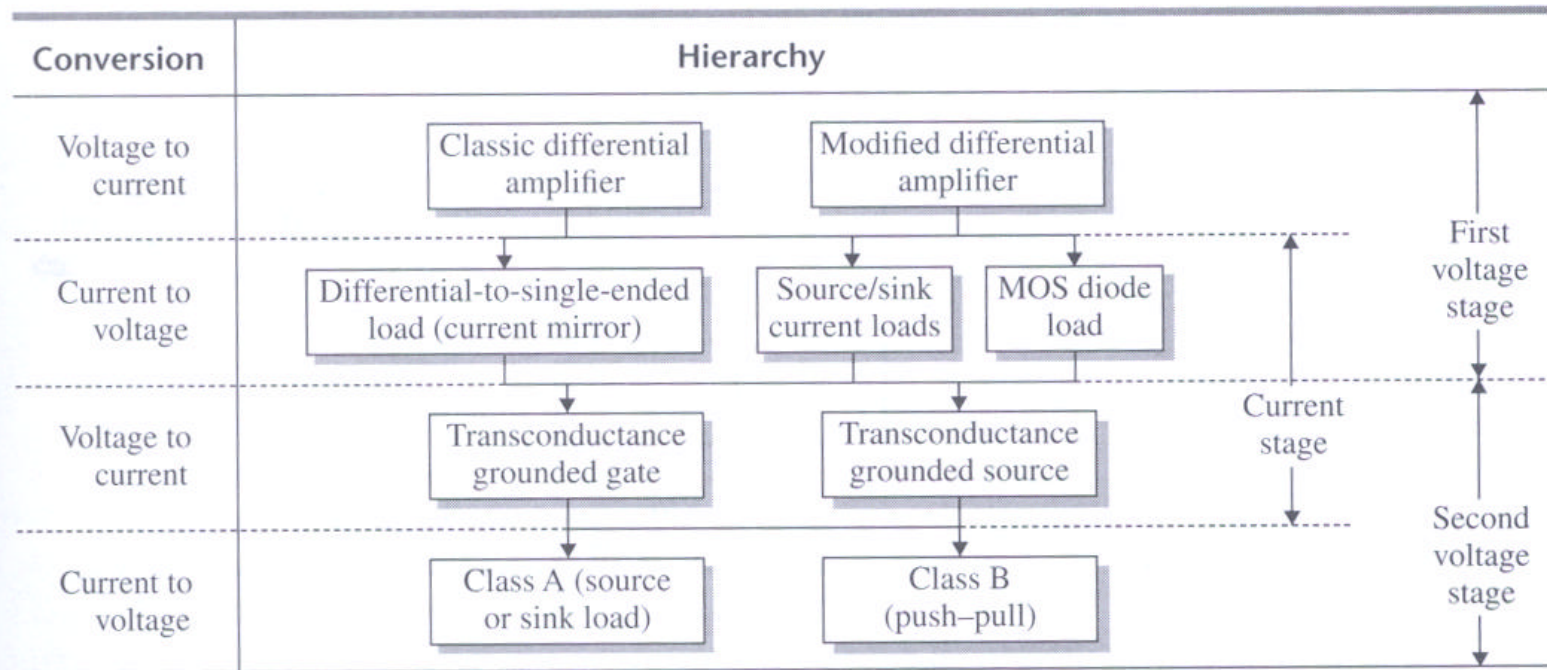 Conversion
Hierarchy
Voltage to
current
Classic differential
amplifier
Modified differential
amplifier
First
voltage
stage
Current to
voltage
Differential-to-single-ended
load (current mirror)
Source/sink
current loads
MOS diode
load
Voltage to
current
Transconductance
grounded gate
Transconductance
grounded source
Current
stage
Second
voltage
stage
Current to
voltage
Class A (source
or sink load)
Class B
(push–pull)